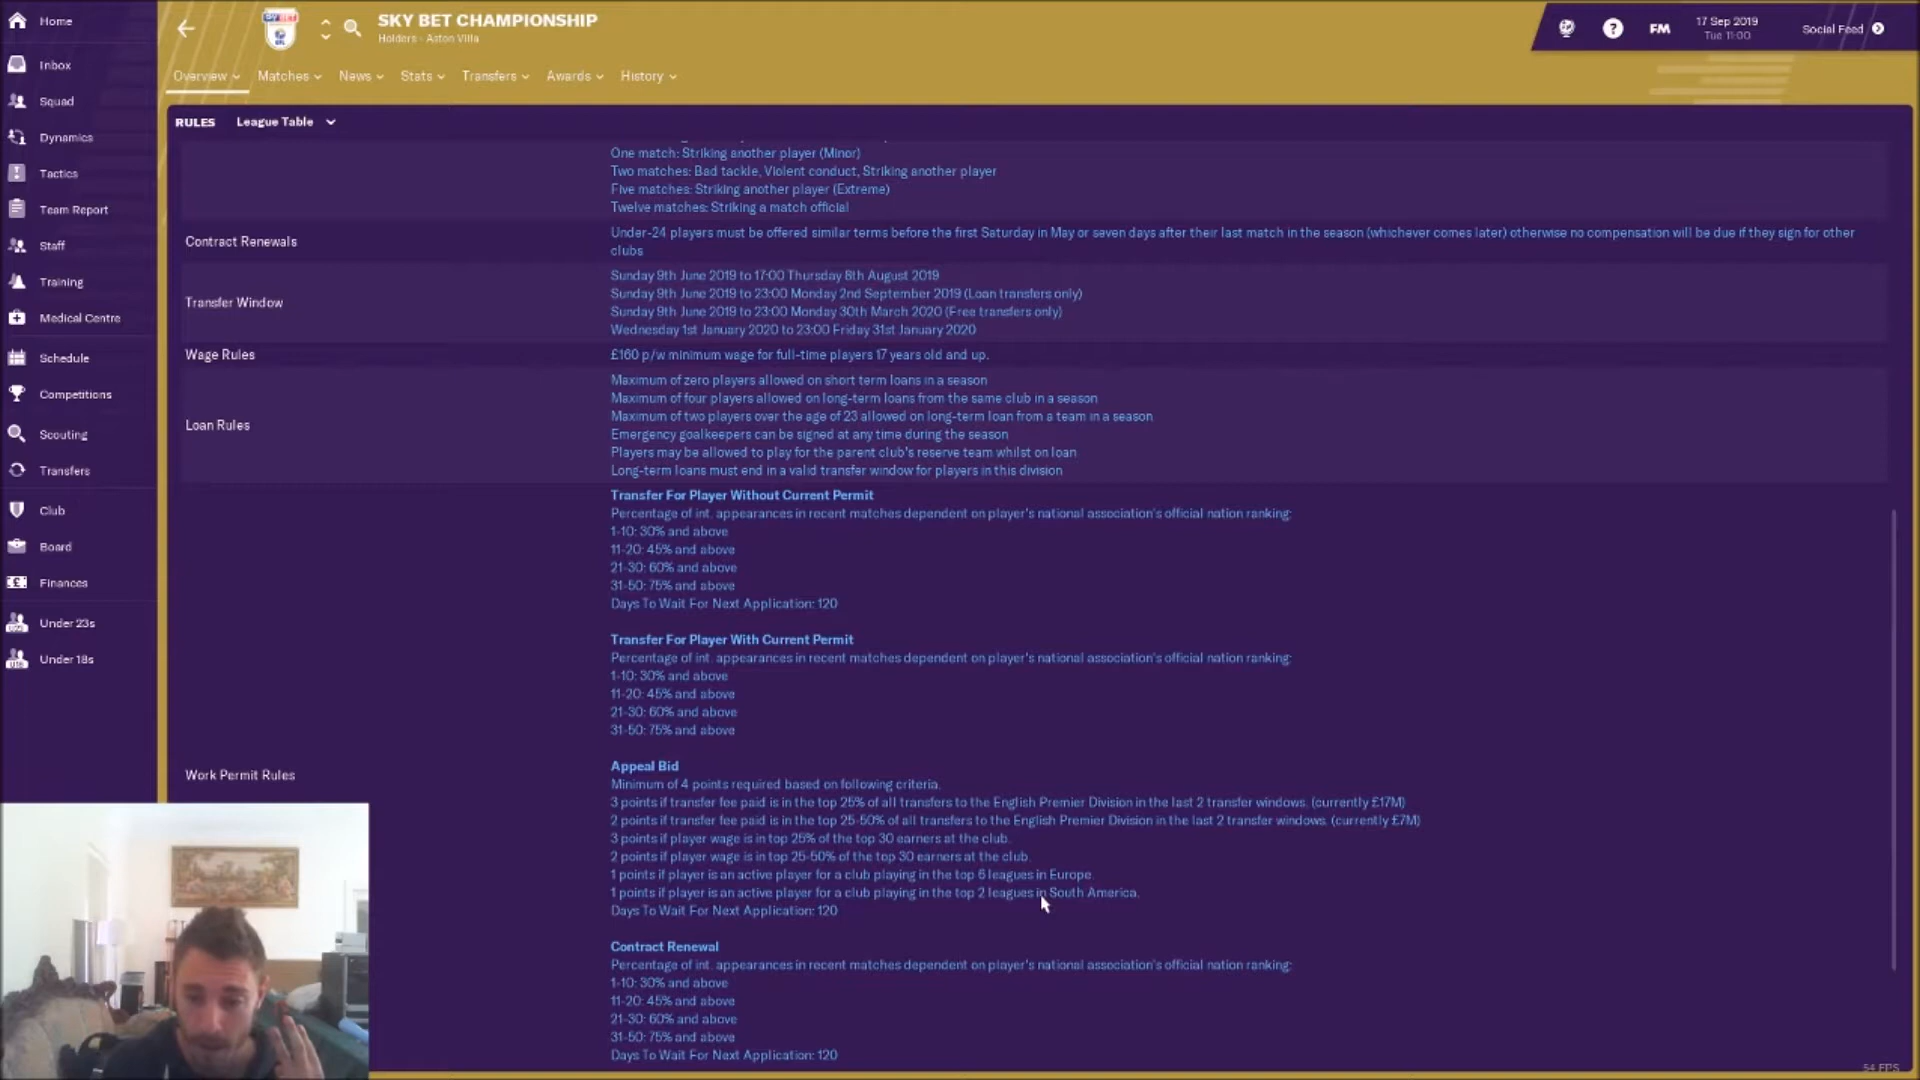 Home
Inbox
Squad
Dynamics
Tactics
Team Report
Staff
Training
Medical Centre
Schedule
Competitions
Scouting
Transfers
Club
Board
Finances
Under 23s
Under 18s
SKY BET CHAMPIONSHIP
Holders - Aston Villa
FM
17 Sep 2019
Tue 11:00
Social Feed
Overview
Matches
News
Stats
Transfers
Awards
History
RULES League Table
One match: Striking another player (Minor)
Two matches: Bad tackle, Violent conduct, Striking another player
Five matches: Striking another player (Extreme)
Twelve matches: Striking a match official
Contract Renewals
Under-24 players must be offered similar terms before the first Saturday in May or seven days after their last match in the season (whichever comes later) otherwise no compensation will be due if they sign for other
clubs
Transfer Window
Sunday 9th June 2019 to 17:00 Thursday 8th August 2019
Sunday 9th June 2019 to 23:00 Monday 2nd September 2019 (Loan transfers only)
Sunday 9th June 2019 to 23:00 Monday 30th March 2020 (Free transfers only)
Wednesday 1st January 2020 to 23:00 Friday 31st January 2020
Wage Rules
£160 p/w minimum wage for full-time players 17 years old and up.
Loan Rules
Maximum of zero players allowed on short term loans in a season
Maximum of four players allowed on long-term loans from the same club in a season
Maximum of two players over the age of 23 allowed on long-term loan from a team in a season
Emergency goalkeepers can be signed at any time during the season
Players may be allowed to play for the parent club's reserve team whilst on loan
Long-term loans must end in a valid transfer window for players in this division
Work Permit Rules
Transfer For Player Without Current Permit
Percentage of int. appearances in recent matches dependent on player's national association's official nation ranking:
1-10: 30% and above
11-20: 45% and above
21-30: 60% and above
31-50: 75% and above
Days To Wait For Next Application: 120
Transfer For Player With Current Permit
Percentage of int. appearances in recent matches dependent on player's national association's official nation ranking:
1-10: 30% and above
11-20: 45% and above
21-30: 60% and above
31-50: 75% and above
Appeal Bid
Minimum of 4 points required based on following criteria.
3 points if transfer fee paid is in the top 25% of all transfers to the English Premier Division in the last 2 transfer windows. (currently £17M)
2 points if transfer fee paid is in the top 25-50% of all transfers to the English Premier Division in the last 2 transfer windows. (currently £7M)
3 points if player wage is in top 25% of the top 30 earners at the club.
2 points if player wage is in top 25-50% of the top 30 earners at the club.
1 points if player is an active player for a club playing in the top 6 leagues in Europe.
1 points if player is an active player for a club playing in the top 2 leagues in South America.
Days To Wait For Next Application: 120
Contract Renewal
Percentage of int. appearances in recent matches dependent on player's national association's official nation ranking:
1-10: 30% and above
11-20: 45% and above
21-30: 60% and above
31-50: 75% and above
Days To Wait For Next Application: 120
54 FPS